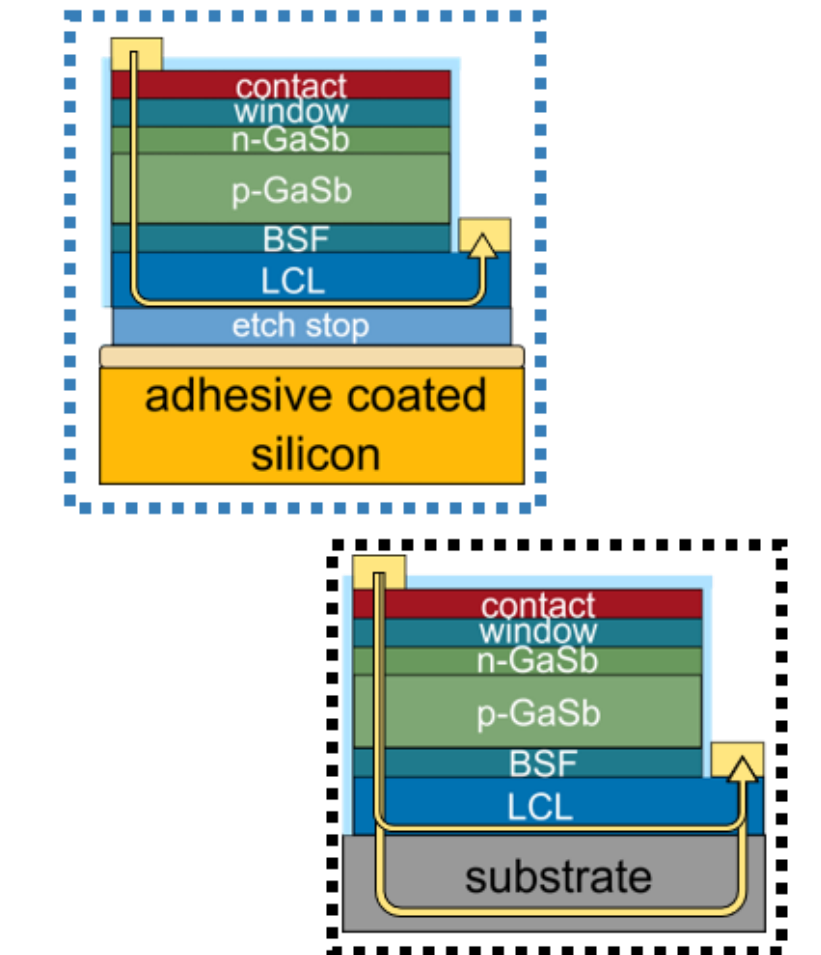 contact
window
n-GaSb
p-GaSb
BSF
LCL
etch stop
adhesive coated
silicon
contact
window
n-GaSb
p-GaSb
BSF
LCL
substrate